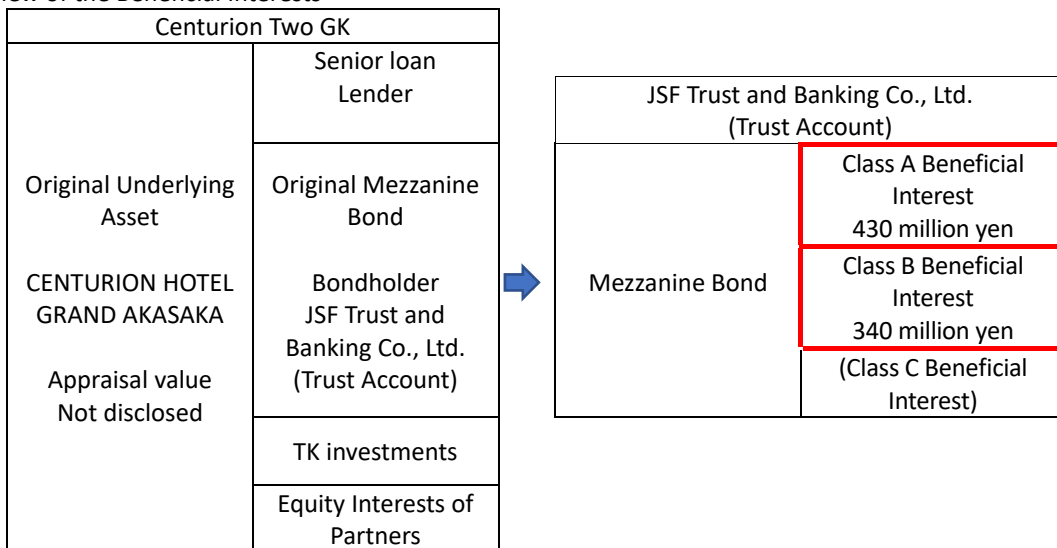 Centurion Two GK
Original Underlying
Asset
CENTURION HOTEL
GRAND AKASAKA
Appraisal value
Not disclosed
Senior loan
Lender
Original Mezzanine
Bond
Bondholder
JSF Trust and
Banking Co., Ltd.
(Trust Account)
TK investments
Equity Interests of
Partners
JSF Trust and Banking Co., Ltd.
(Trust Account)
Mezzanine Bond
Class A Beneficial
Interest
430 million yen
Class B Beneficial
Interest
340 million yen
(Class C Beneficial
Interest)